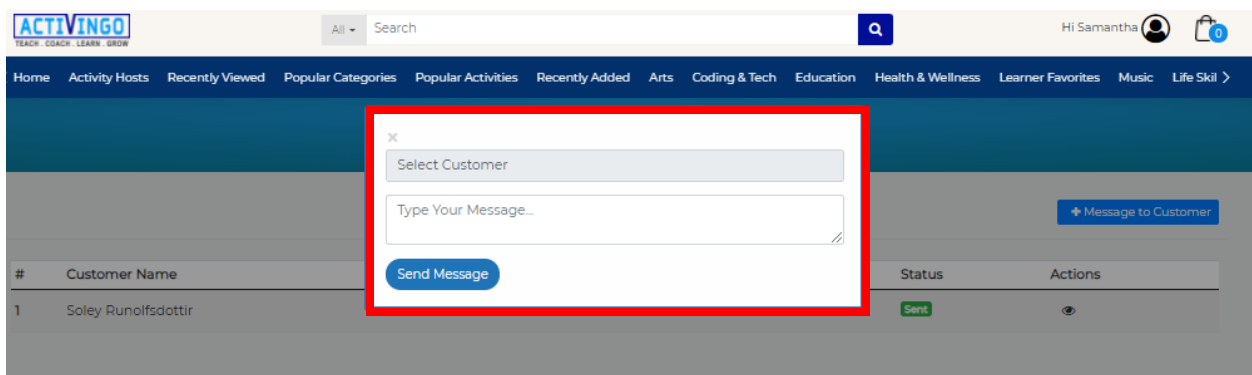 ACTIVINGO
TEACH . COACH . LEARN . GROW
All Search
Hi Samantha
0
Home Activity Hosts Recently Viewed Popular Categories Popular Activities Recently Added Arts Coding & Tech Education Health & Wellness Learner Favorites Music Life Skil
×
Select Customer
Type Your Message...
+ Message to Customer
Send Message
# Customer Name Status Actions
1 Soley Runolfsdottir Sent